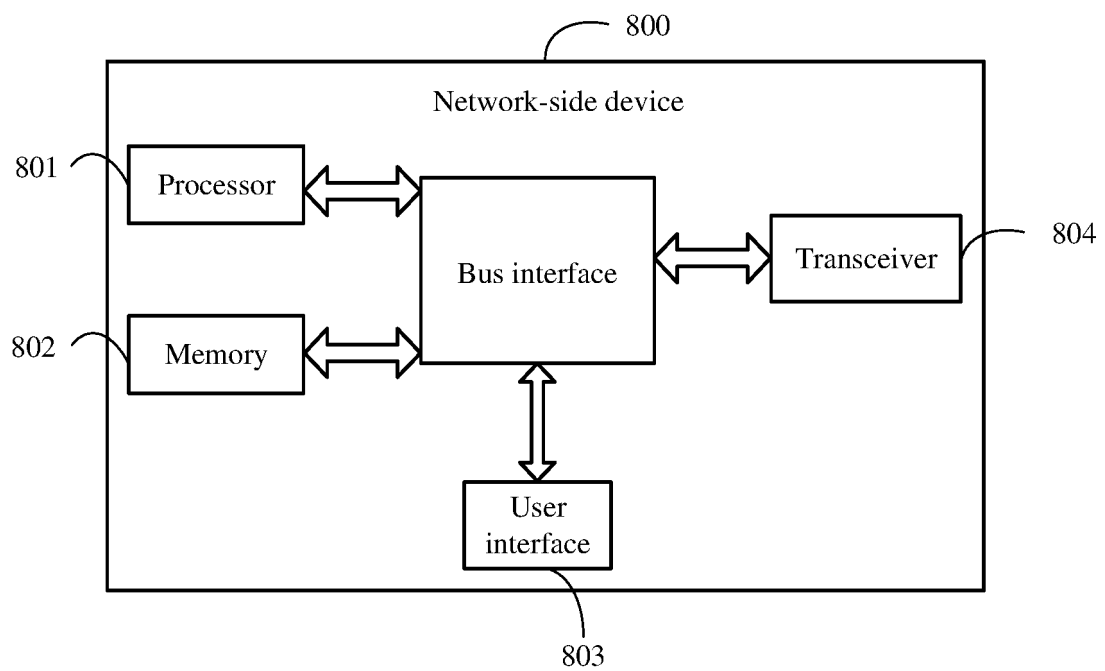 800
Network-side device
801
Processor
Bus interface
Transceiver
804
802
Memory
User
interface
803